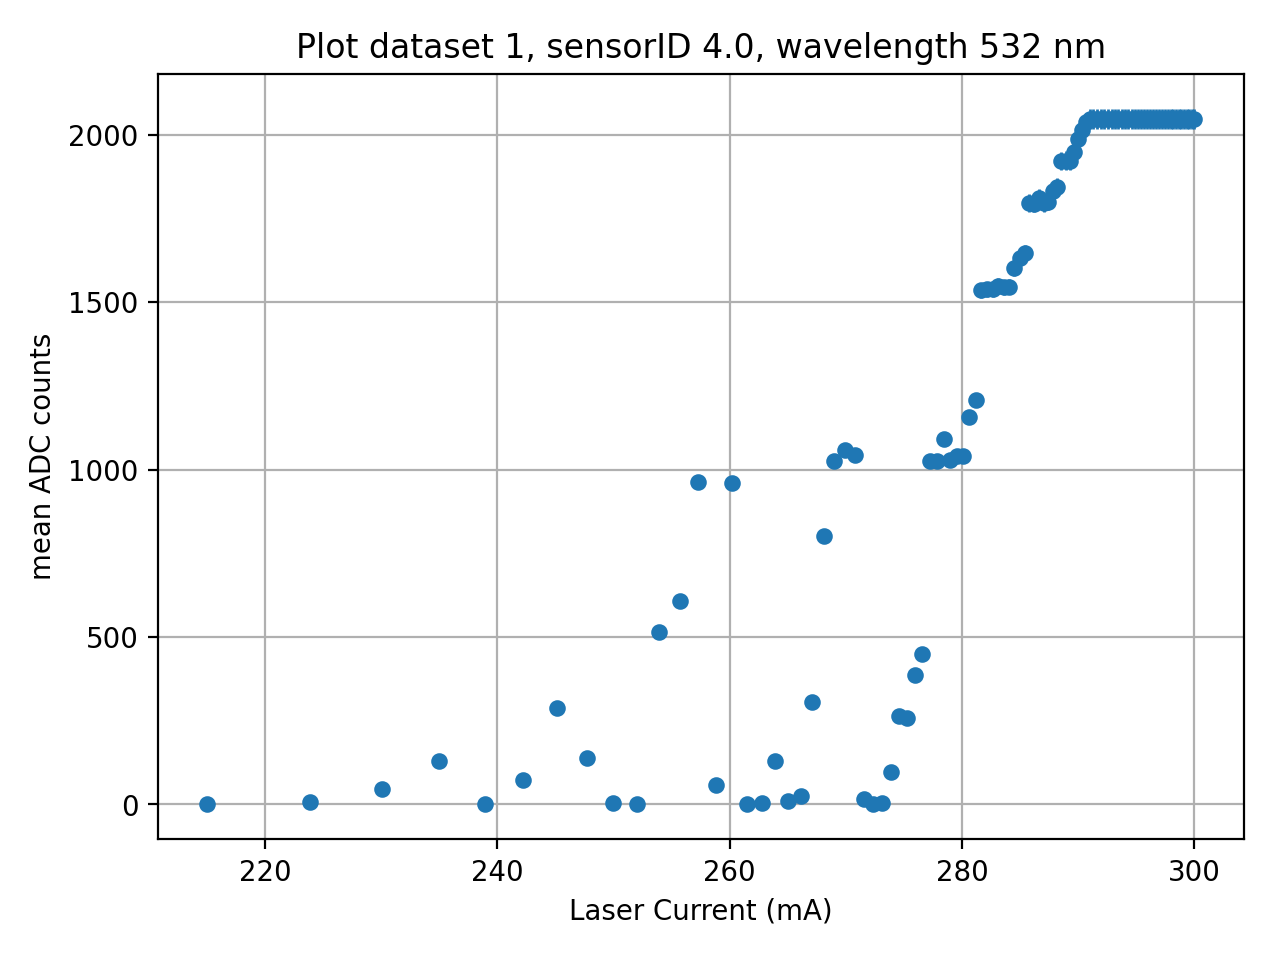 Plot dataset 1, sensorID 4.0, wavelength 532 nm
2000
1500
1000
500
0
mean ADC counts
220 240 260 280 300
Laser Current (mA)